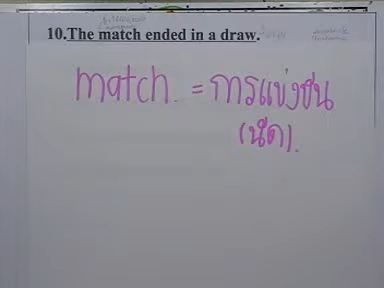 10.The match ended in a draw.
match. = การแข่งขัน
(นัด).